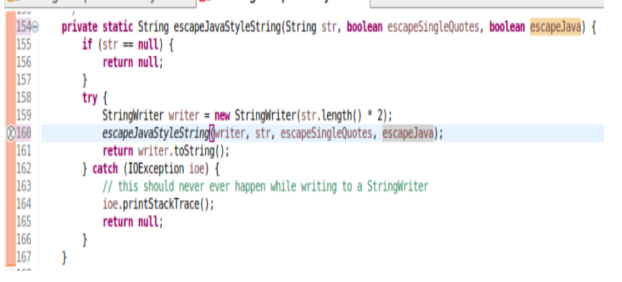 154 private static String escapeJavaStyleString(String str, boolean escapeSingleQuotes, boolean escapeJava) {
155 if (str == null) {
156 return null;
157 }
158 try {
159 StringWriter writer = new StringWriter(str.length() * 2);
160 escapeJavaStyleString(writer, str, escapeSingleQuotes, escapeJava);
161 return writer.toString();
162 } catch (IOException ioe) {
163 // this should never ever happen while writing to a StringWriter
164 ioe.printStackTrace();
165 return null;
166 }
167 }